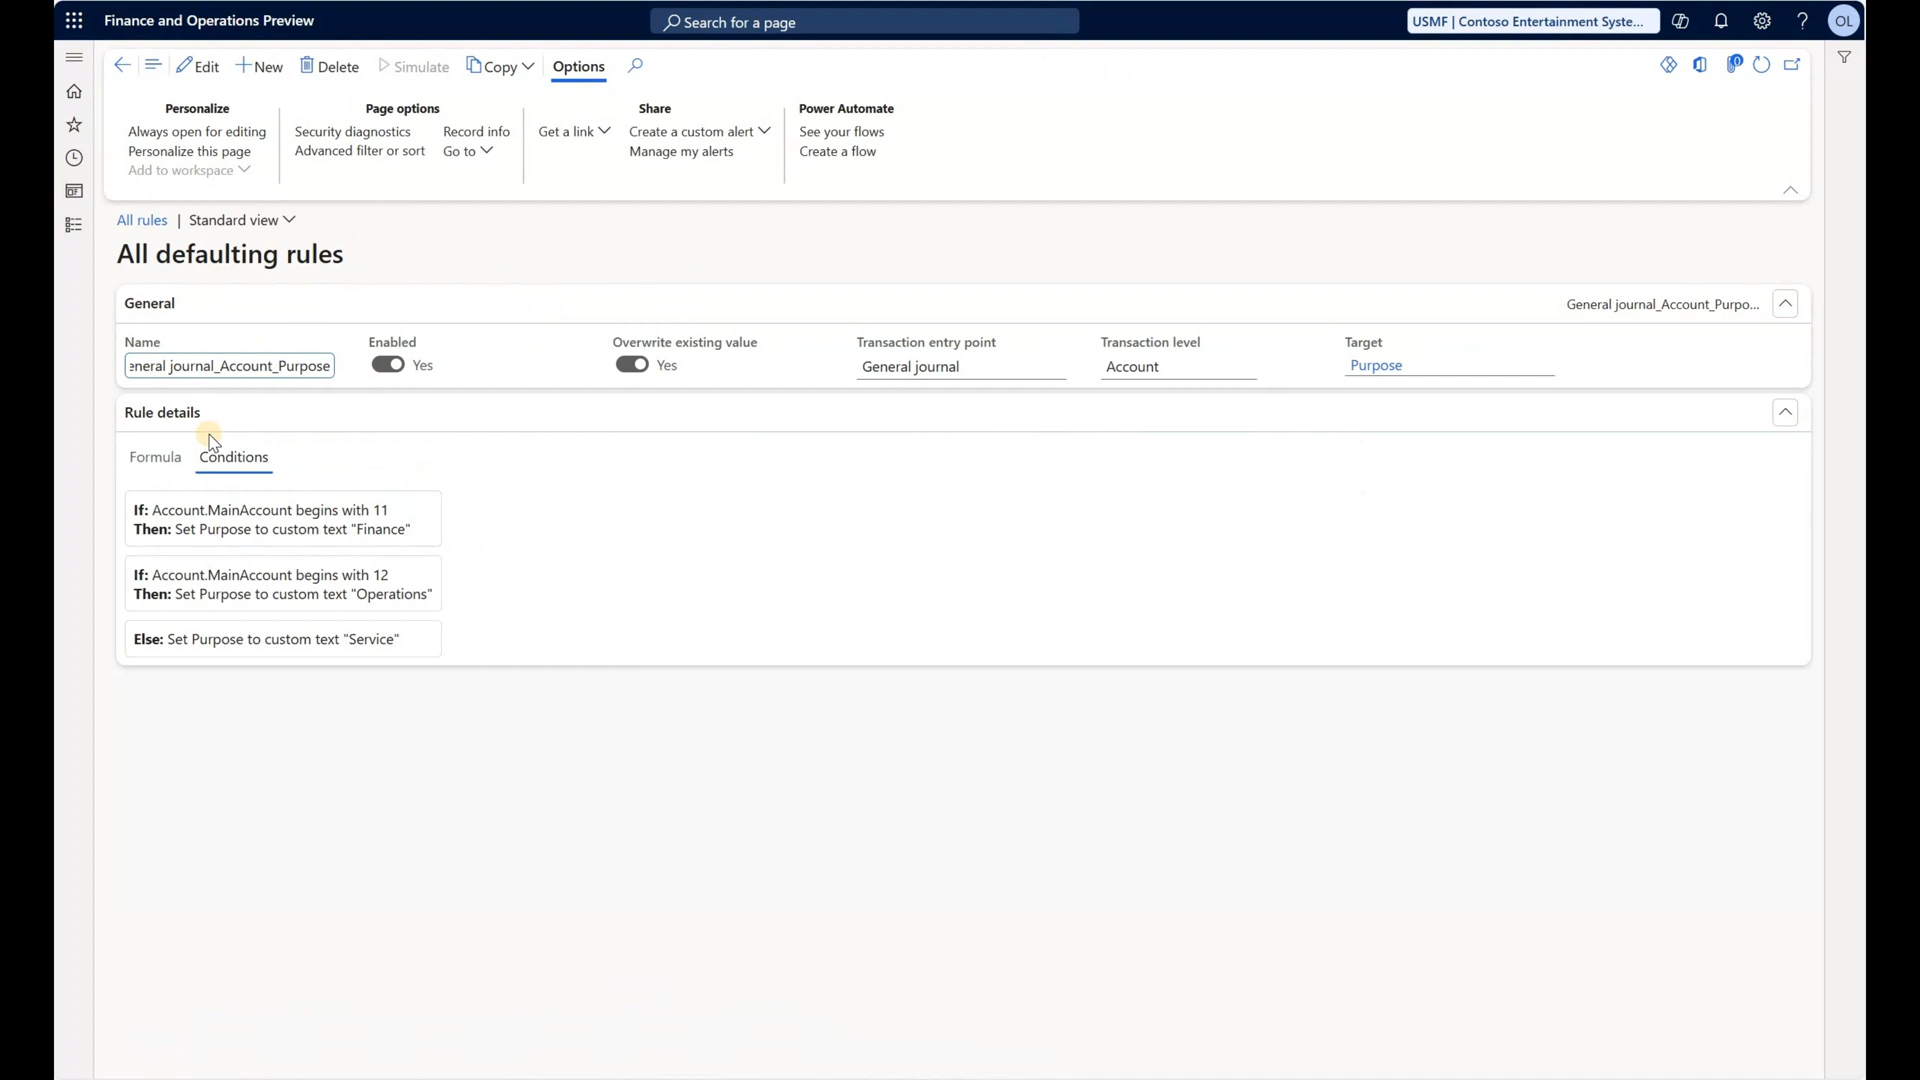 Finance and Operations Preview
Search for a page
USMF | Contoso Entertainment Syste...
OL
Edit
New
Delete
Simulate
Copy
Options
0
Personalize
Always open for editing
Personalize this page
Add to workspace
Page options
Security diagnostics
Advanced filter or sort
Record info
Go to
Share
Get a link
Create a custom alert
Manage my alerts
Power Automate
See your flows
Create a flow
All rules | Standard view
All defaulting rules
General
General journal_Account_Purpo...
Name
eneral journal_Account_Purpose
Enabled
Yes
Overwrite existing value
Yes
Transaction entry point
General journal
Transaction level
Account
Target
Purpose
Rule details
Formula
Conditions
If: Account.MainAccount begins with 11
Then: Set Purpose to custom text "Finance"
If: Account.MainAccount begins with 12
Then: Set Purpose to custom text "Operations"
Else: Set Purpose to custom text "Service"